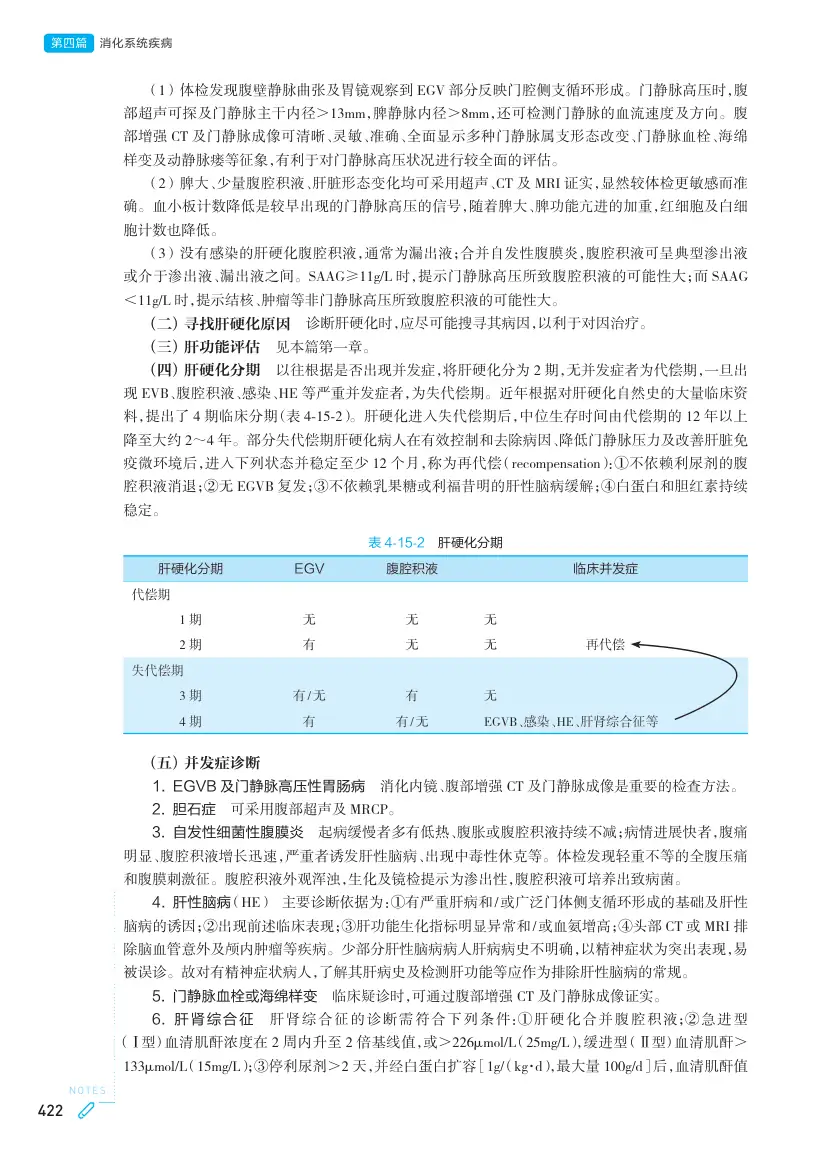 第四篇 消化系统疾病
（1）体检发现腹壁静脉曲张及胃镜观察到 EGV 部分反映门腔侧支循环形成。门静脉高压时,腹
部超声可探及门静脉主干内径＞13mm,脾静脉内径＞8mm,还可检测门静脉的血流速度及方向。腹
部增强 CT 及门静脉成像可清晰、灵敏、准确、全面显示多种门静脉属支形态改变、门静脉血栓、海绵
样变及动静脉瘘等征象,有利于对门静脉高压状况进行较全面的评估。
（2）脾大、少量腹腔积液、肝脏形态变化均可采用超声、CT 及 MRI 证实,显然较体检更敏感而准
确。血小板计数降低是较早出现的门静脉高压的信号,随着脾大、脾功能亢进的加重,红细胞及白细
胞计数也降低。
（3）没有感染的肝硬化腹腔积液,通常为漏出液;合并自发性腹膜炎,腹腔积液可呈典型渗出液
或介于渗出液、漏出液之间。SAAG≥11g/L 时,提示门静脉高压所致腹腔积液的可能性大;而 SAAG
＜11g/L 时,提示结核、肿瘤等非门静脉高压所致腹腔积液的可能性大。
（二）寻找肝硬化原因 诊断肝硬化时,应尽可能搜寻其病因,以利于对因治疗。
（三）肝功能评估 见本篇第一章。
（四）肝硬化分期 以往根据是否出现并发症,将肝硬化分为 2 期,无并发症者为代偿期,一旦出
现 EVB、腹腔积液、感染、HE 等严重并发症者,为失代偿期。近年根据对肝硬化自然史的大量临床资
料,提出了 4 期临床分期(表 4-15-2)。肝硬化进入失代偿期后,中位生存时间由代偿期的 12 年以上
降至大约 2～4 年。部分失代偿期肝硬化病人在有效控制和去除病因、降低门静脉压力及改善肝脏免
疫微环境后,进入下列状态并稳定至少 12 个月,称为再代偿(recompensation):①不依赖利尿剂的腹
腔积液消退;②无 EGVB 复发;③不依赖乳果糖或利福昔明的肝性脑病缓解;④白蛋白和胆红素持续
稳定。
表 4-15-2 肝硬化分期
肝硬化分期 EGV 腹腔积液 临床并发症
代偿期
1 期 无 无 无
2 期 有 无 无 再代偿
失代偿期
3 期 有/无 有 无
4 期 有 有/无 EGVB、感染、HE、肝肾综合征等
（五）并发症诊断
1. EGVB 及门静脉高压性胃肠病 消化内镜、腹部增强 CT 及门静脉成像是重要的检查方法。
2. 胆石症 可采用腹部超声及 MRCP。
3. 自发性细菌性腹膜炎 起病缓慢者多有低热、腹胀或腹腔积液持续不减;病情进展快者,腹痛
明显、腹腔积液增长迅速,严重者诱发肝性脑病、出现中毒性休克等。体检发现轻重不等的全腹压痛
和腹膜刺激征。腹腔积液外观浑浊,生化及镜检提示为渗出性,腹腔积液可培养出致病菌。
4. 肝性脑病(HE) 主要诊断依据为:①有严重肝病和/或广泛门体侧支循环形成的基础及肝性
脑病的诱因;②出现前述临床表现;③肝功能生化指标明显异常和/或血氨增高;④头部 CT 或 MRI 排
除脑血管意外及颅内肿瘤等疾病。少部分肝性脑病病人肝病病史不明确,以精神症状为突出表现,易
被误诊。故对有精神症状病人,了解其肝病史及检测肝功能等应作为排除肝性脑病的常规。
5. 门静脉血栓或海绵样变 临床疑诊时,可通过腹部增强 CT 及门静脉成像证实。
6. 肝肾综合征 肝肾综合征的诊断需符合下列条件:①肝硬化合并腹腔积液;②急进型
(Ⅰ型)血清肌酐浓度在 2 周内升至 2 倍基线值,或＞226μmol/L(25mg/L),缓进型(Ⅱ型)血清肌酐＞
133μmol/L(15mg/L);③停利尿剂＞2 天,并经白蛋白扩容[1g/(kg·d),最大量 100g/d]后,血清肌酐值
NOTES
422